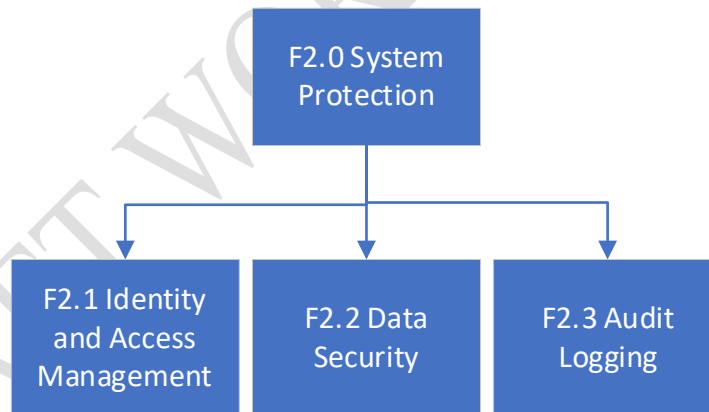 F2.0 System
Protection
F2.1 Identity
and Access
Management
F2.2 Data
Security
F2.3 Audit
Logging